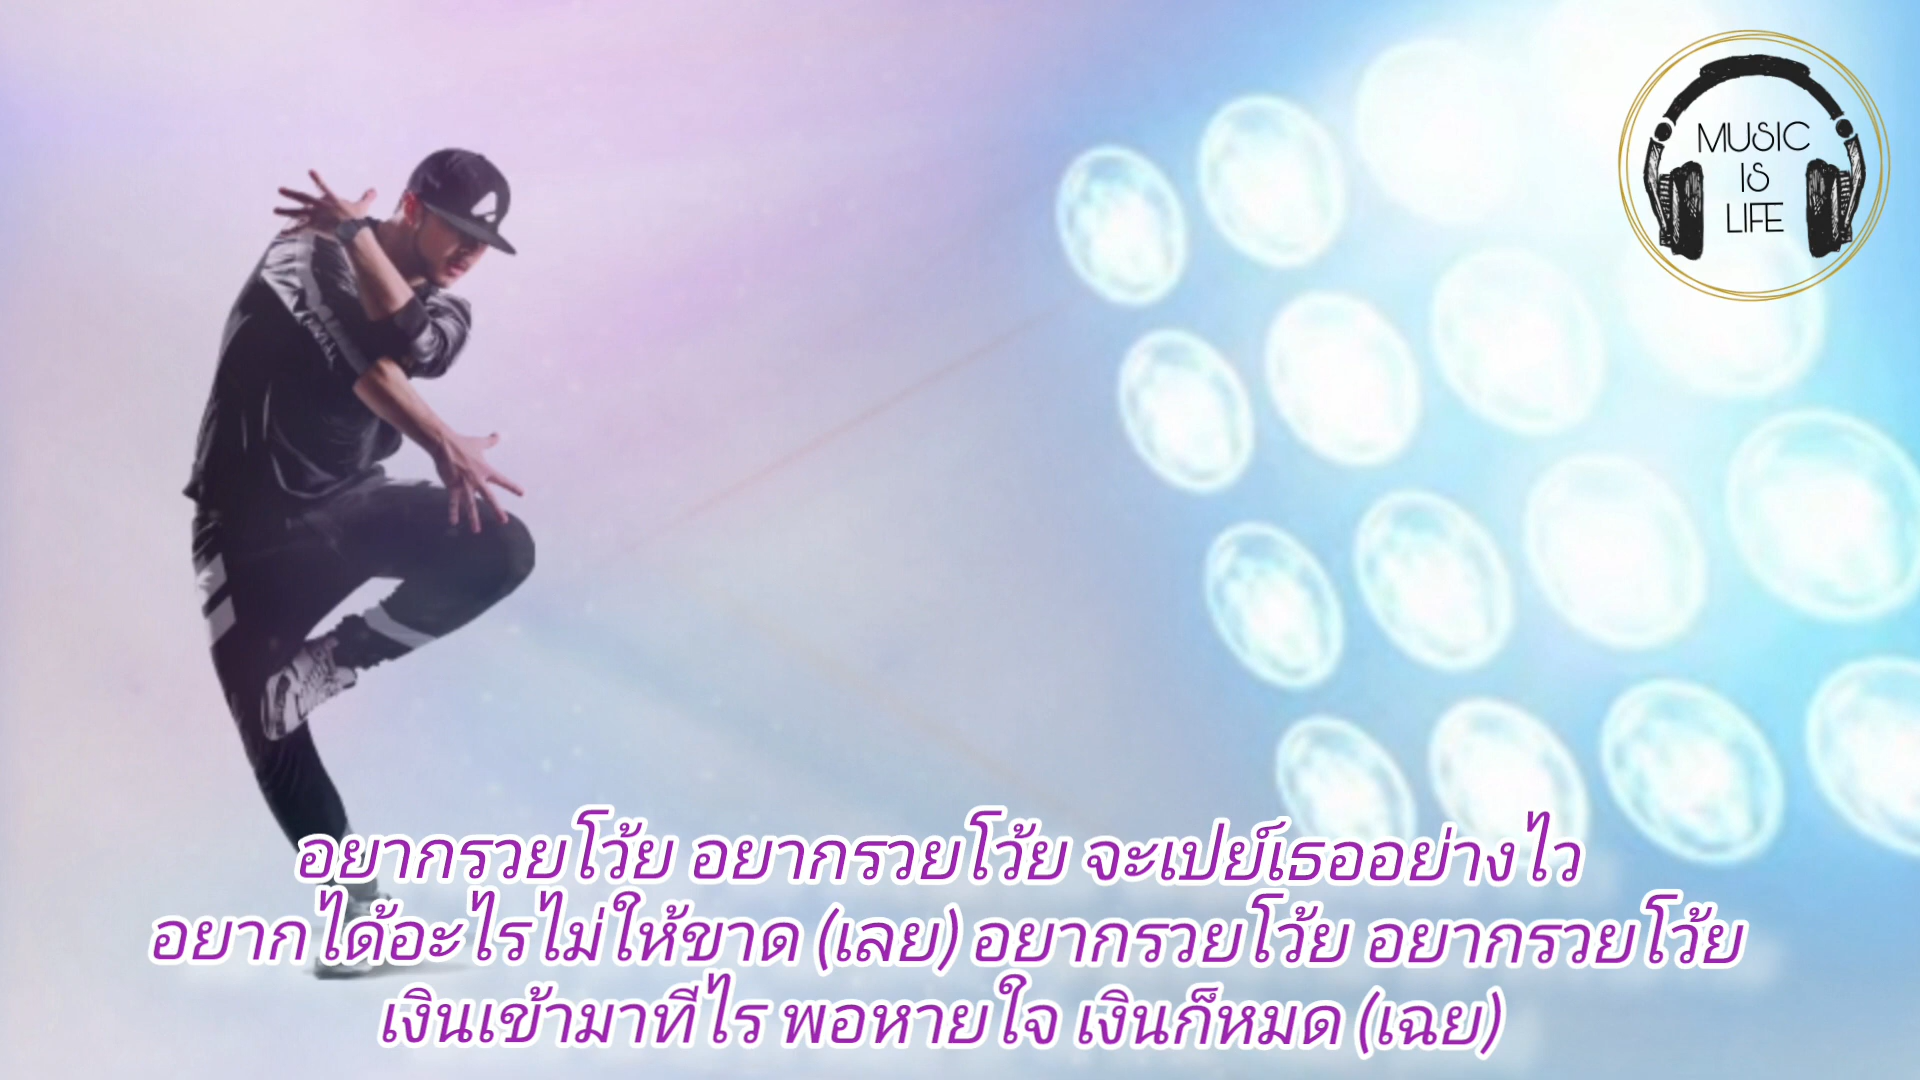 MUSIC
IS
LIFE
อยากรวยโว้ย อยากรวยโว้ย จะเปย์เธออย่างไว
อยากได้อะไรไม่ให้ขาด (เลย) อยากรวยโว้ย อยากรวยโว้ย
เงินเข้ามาทีไร พอหายใจ เงินก็หมด (เฉย)